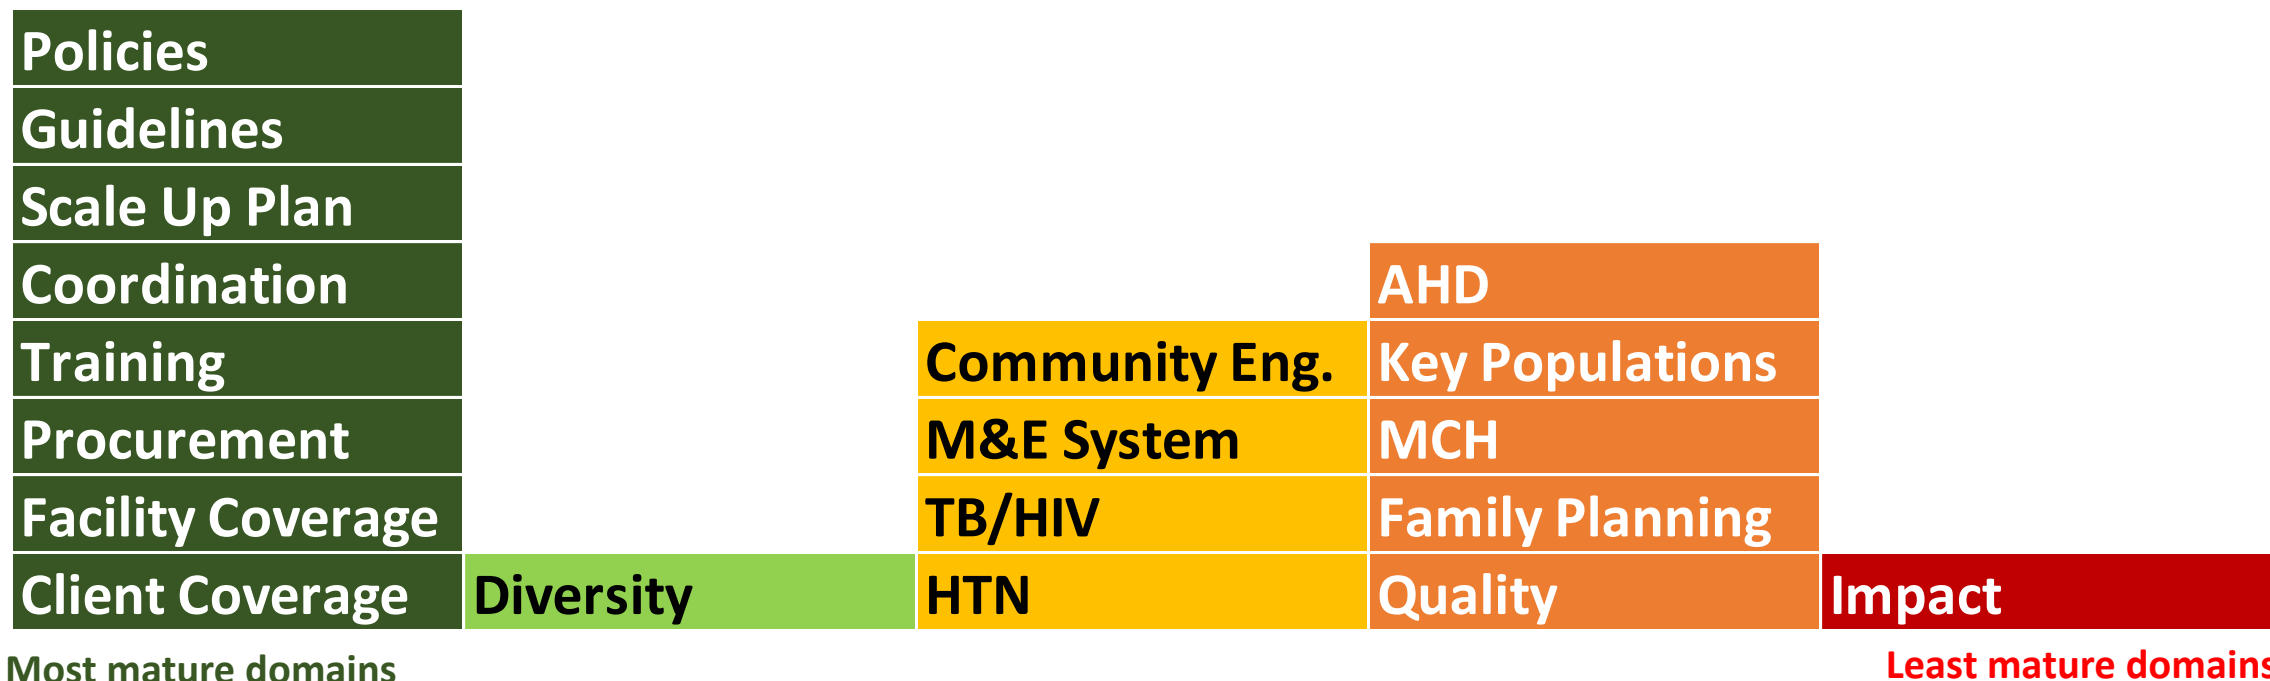 Policies
Guidelines
Scale Up Plan
Coordination
AHD
Training
Community Eng.
Key Populations
Procurement
M&E System
MCH
Facility Coverage
TB/HIV
Family Planning
Client Coverage
Diversity
HTN
Quality
Impact
Most mature domains
Least mature domains